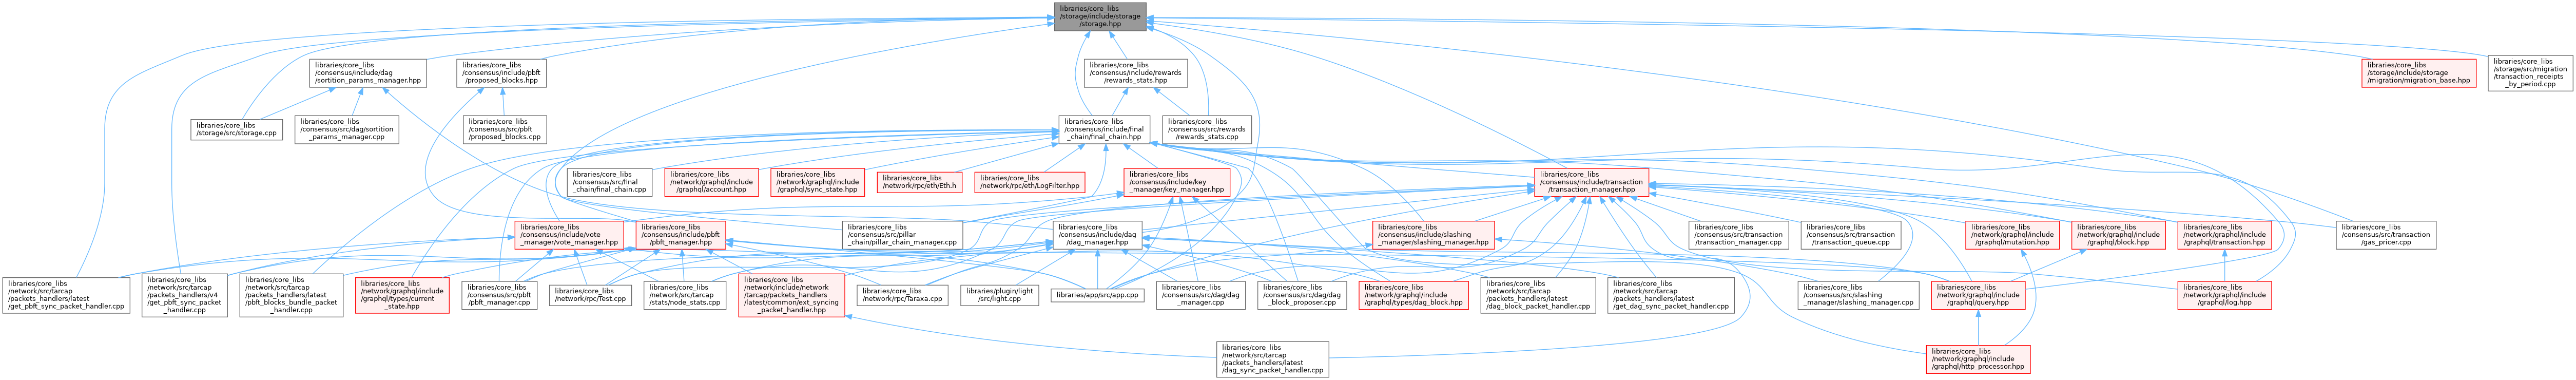 libraries/core_libs
/storage/include/storage
/storage.hpp
libraries/core_libs
/consensus/include/dag
/sortition_params_manager.hpp
libraries/core_libs
/consensus/include/pbft
/proposed_blocks.hpp
libraries/core_libs
/consensus/include/rewards
/rewards_stats.hpp
libraries/core_libs
/storage/include/storage
/migration/migration_base.hpp
libraries/core_libs
/storage/src/migration
/transaction_receipts
_by_period.cpp
libraries/core_libs
/storage/src/storage.cpp
libraries/core_libs
/consensus/src/dag/sortition
_params_manager.cpp
libraries/core_libs
/consensus/src/pbft
/proposed_blocks.cpp
libraries/core_libs
/consensus/include/final
_chain/final_chain.hpp
libraries/core_libs
/consensus/src/rewards
/rewards_stats.cpp
libraries/core_libs
/consensus/src/final
_chain/final_chain.cpp
libraries/core_libs
/network/graphql/include
/graphql/account.hpp
libraries/core_libs
/network/graphql/include
/graphql/sync_state.hpp
libraries/core_libs
/network/rpc/eth/Eth.h
libraries/core_libs
/network/rpc/eth/LogFilter.hpp
libraries/core_libs
/consensus/include/key
_manager/key_manager.hpp
libraries/core_libs
/consensus/include/transaction
/transaction_manager.hpp
libraries/core_libs
/consensus/include/vote
_manager/vote_manager.hpp
libraries/core_libs
/consensus/include/pbft
/pbft_manager.hpp
libraries/core_libs
/consensus/src/pillar
_chain/pillar_chain_manager.cpp
libraries/core_libs
/consensus/include/dag
/dag_manager.hpp
libraries/core_libs
/consensus/include/slashing
_manager/slashing_manager.hpp
libraries/core_libs
/consensus/src/transaction
/transaction_manager.cpp
libraries/core_libs
/consensus/src/transaction
/transaction_queue.cpp
libraries/core_libs
/network/graphql/include
/graphql/mutation.hpp
libraries/core_libs
/network/graphql/include
/graphql/block.hpp
libraries/core_libs
/network/graphql/include
/graphql/transaction.hpp
libraries/core_libs
/consensus/src/transaction
/gas_pricer.cpp
libraries/core_libs
/network/src/tarcap
/packets_handlers/latest
/get_pbft_sync_packet_handler.cpp
libraries/core_libs
/network/src/tarcap
/packets_handlers/v4
/get_pbft_sync_packet
_handler.cpp
libraries/core_libs
/network/src/tarcap
/packets_handlers/latest
/pbft_blocks_bundle_packet
_handler.cpp
libraries/core_libs
/network/graphql/include
/graphql/types/current
_state.hpp
libraries/core_libs
/consensus/src/pbft
/pbft_manager.cpp
libraries/core_libs
/network/rpc/Test.cpp
libraries/core_libs
/network/src/tarcap
/stats/node_stats.cpp
libraries/core_libs
/network/include/network
/tarcap/packets_handlers
/latest/common/ext_syncing
_packet_handler.hpp
libraries/core_libs
/network/rpc/Taraxa.cpp
libraries/plugin/light
/src/light.cpp
libraries/app/src/app.cpp
libraries/core_libs
/consensus/src/dag/dag
_manager.cpp
libraries/core_libs
/consensus/src/dag/dag
_block_proposer.cpp
libraries/core_libs
/network/graphql/include
/graphql/types/dag_block.hpp
libraries/core_libs
/network/src/tarcap
/packets_handlers/latest
/dag_block_packet_handler.cpp
libraries/core_libs
/network/src/tarcap
/packets_handlers/latest
/get_dag_sync_packet_handler.cpp
libraries/core_libs
/consensus/src/slashing
_manager/slashing_manager.cpp
libraries/core_libs
/network/graphql/include
/graphql/query.hpp
libraries/core_libs
/network/graphql/include
/graphql/log.hpp
libraries/core_libs
/network/src/tarcap
/packets_handlers/latest
/dag_sync_packet_handler.cpp
libraries/core_libs
/network/graphql/include
/graphql/http_processor.hpp